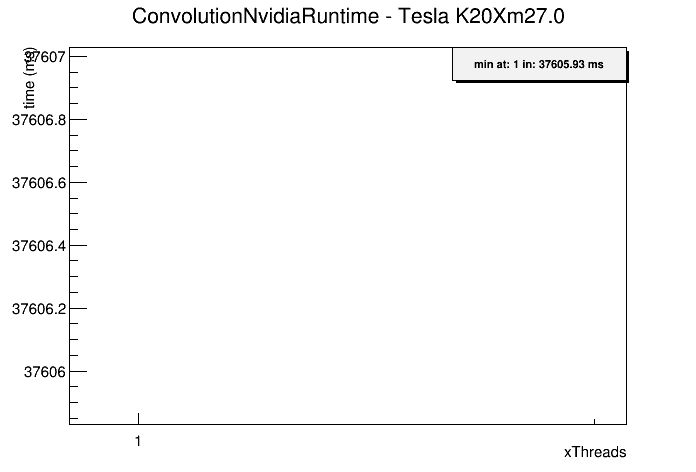 ConvolutionNvidiaRuntime - Tesla K20Xm27.0
time (ms)
min at: 1 in: 37605.93 ms
37607
37606.8
37606.6
37606.4
37606.2
37606
1
xThreads